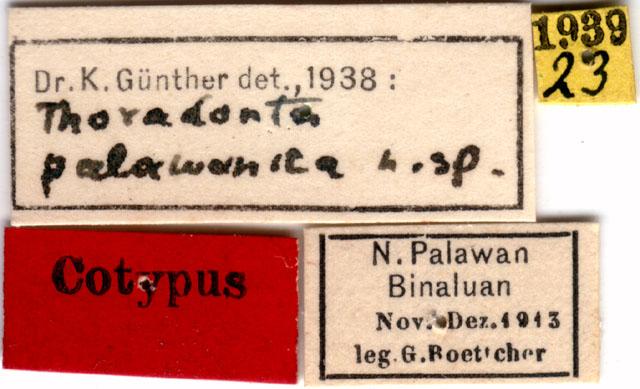 Dr. K. Günther det., 1938 :
Thoradonta
palawanica n. sp.
1939
23
Cotypus
N. Palawan
Binaluan
Nov. Dez. 1913
leg. G. Boettcher